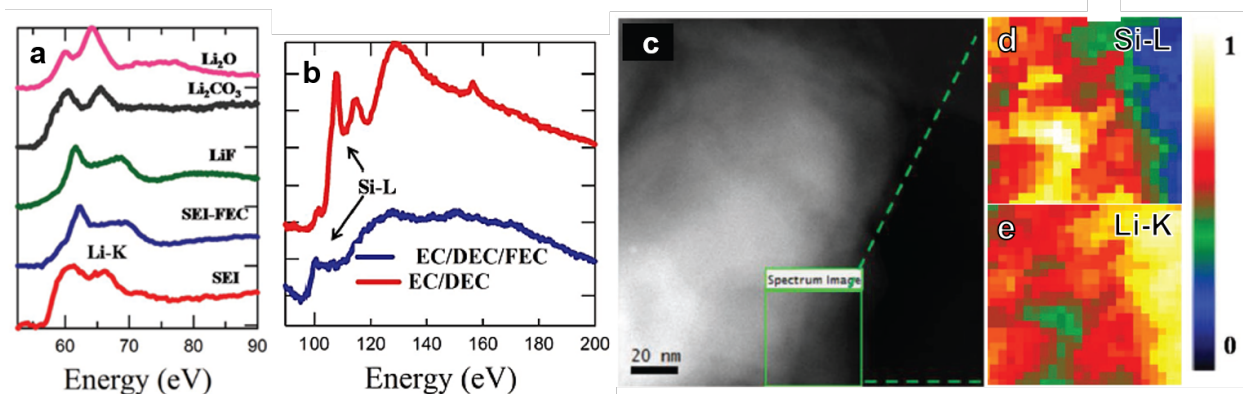 a
Li2O
Li2CO3
LiF
SEI-FEC
Li-K
SEI
60 70 80 90
Energy (eV)
b
Si-L
EC/DEC/FEC
EC/DEC
100 120 140 160 180 200
Energy (eV)
c
Spectrum Image
20 nm
d
Si-L
e
Li-K
1
0